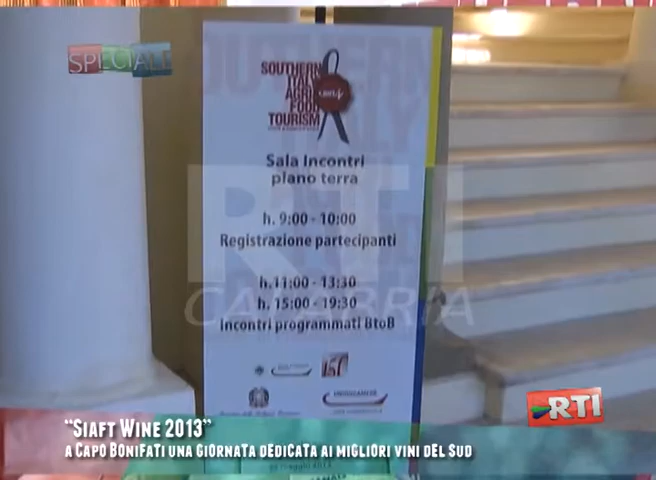 SPECIALE
SOUTHERN
ITALY
AGRO
FOOD
TOURISM
Sala Incontri
piano terra
h. 9:00 - 10:00
Registrazione partecipanti
h.11:00 - 13:30
h. 15:00 - 19:30
Incontri programmati BtoB
RTI
CALABRIA
RTI
"SIAFT WINE 2013"
A CAPO BONIFATI UNA GIORNATA DEDICATA AI MIGLIORI VINI DEL SUD